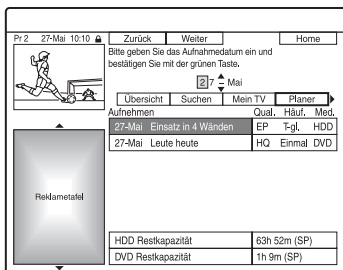 Pr 2 27-Mai 10:10 Zurück Weiter Home
Bitte geben Sie das Aufnahmedatum ein und
bestätigen Sie mit der grünen Taste.
27 Mai
Übersicht Suchen Mein TV Planer
Aufnehmen Qual. Häuf. Med.
27-Mai Einsatz in 4 Wänden EP T-gl. HDD
27-Mai Leute heute HQ Einmal DVD
Reklametafel
HDD Restkapazität 63h 52m (SP)
DVD Restkapazität 1h 9m (SP)